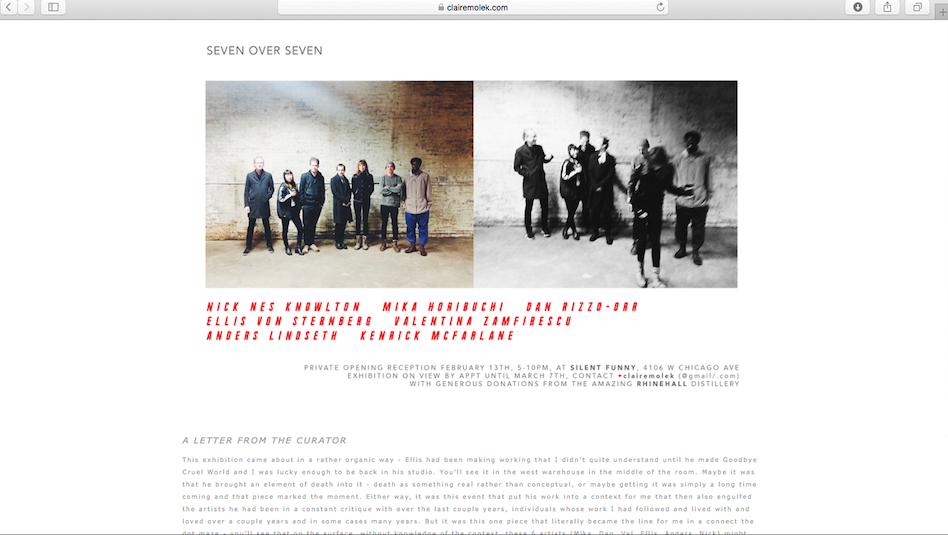 clairemolek.com
SEVEN OVER SEVEN
NICK NES KNOWLTON MIKA HORIBUCHI DAN RIZZO-ORR
ELLIS VON STERNBERG VALENTINA ZAMFIRESCU
ANDERS LINDSETH KENRICK MCFARLANE
PRIVATE OPENING RECEPTION FEBRUARY 13TH, 5-10PM, AT SILENT FUNNY, 4106 W CHICAGO AVE
EXHIBITION ON VIEW BY APPT UNTIL MARCH 7TH, CONTACT •clairemolek (@gmail/.com)
WITH GENEROUS DONATIONS FROM THE AMAZING RHINEHALL DISTILLERY
A LETTER FROM THE CURATOR
This exhibition came about in a rather organic way - Ellis had been making working that I didn't quite understand until he made Goodbye
Cruel World and I was lucky enough to be back in his studio. You'll see it in the west warehouse in the middle of the room. Maybe it was
that he brought an element of death into it - death as something real rather than conceptual, or maybe getting it was simply a long time
coming and that piece marked the moment. Either way, it was this event that put his work into a context for me that then also engulfed
the artists he had been in a constant critique with over the last couple years, individuals whose work I had followed and lived with and
loved over a couple years and in some cases many years. But it was this one piece that literally became the line for me in a connect the
dot maze - you'll see that on the surface, without knowledge of the context, these 6 artists (Mika, Dan, Val, Ellis, Anders, Nick) might